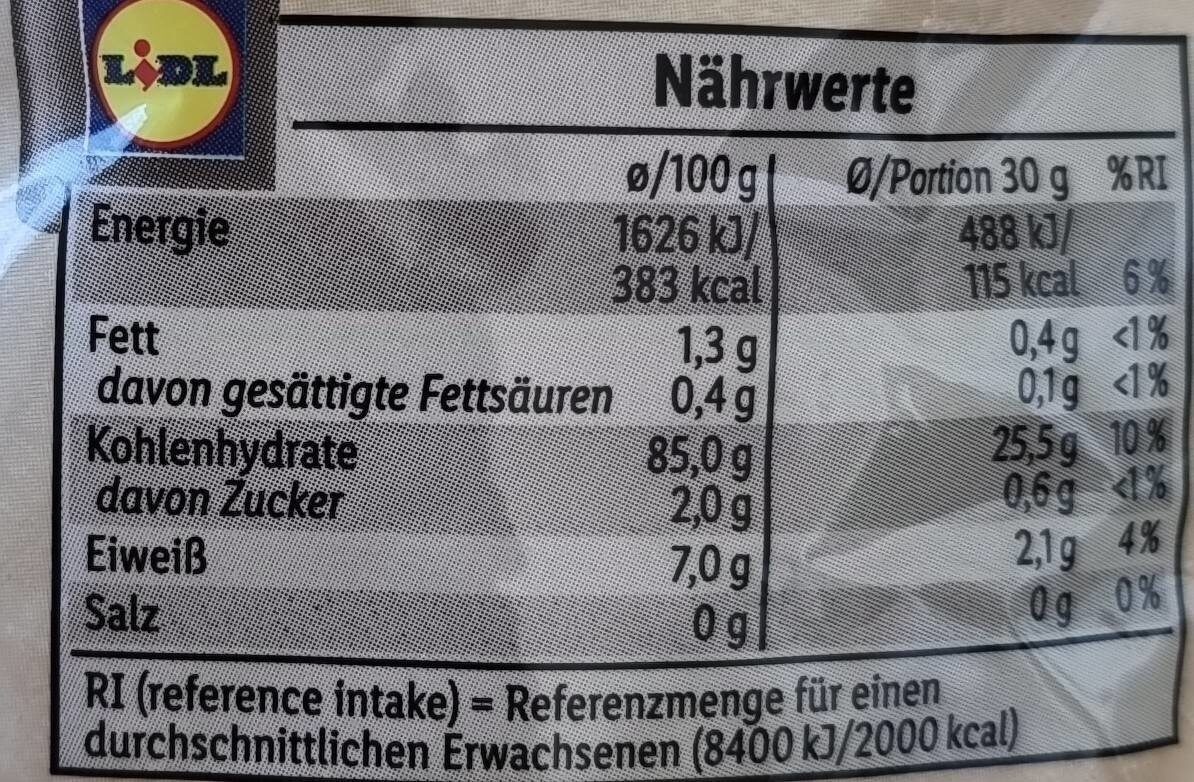 LiDL
Nährwerte
ø/100 g Ø/Portion 30 g %RI
Energie 1626 kJ/ 488 kJ/
383 kcal 115 kcal 6%
Fett 1,3 g 0,4 g <1%
davon gesättigte Fettsäuren 0,4 g 0,1 g <1%
Kohlenhydrate 85,0 g 25,5 g 10%
davon Zucker 2,0 g 0,6 g <1%
Eiweiß 7,0 g 2,1 g 4%
Salz 0 g 0 g 0%
RI (reference intake) = Referenzmenge für einen
durchschnittlichen Erwachsenen (8400 kJ/2000 kcal)